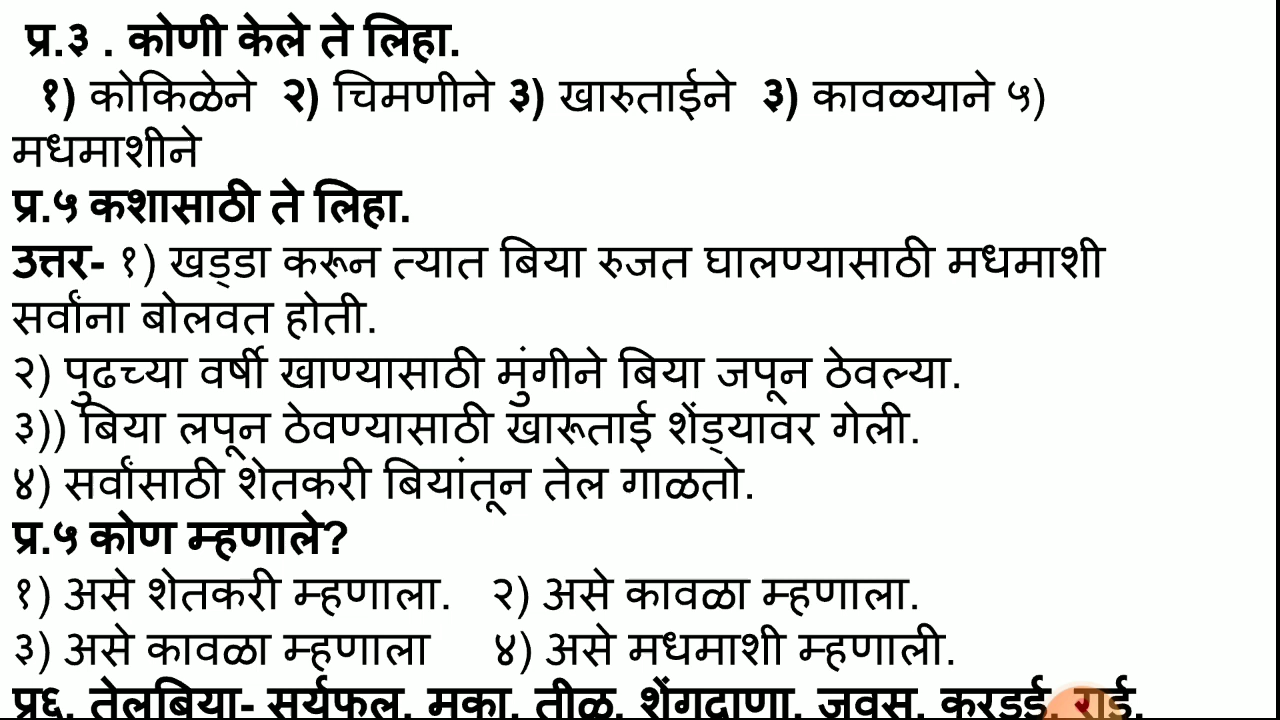 प्र.३ . कोणी केले ते लिहा.
१) कोकिळेने २) चिमणीने ३) खारुताईने ३) कावळ्याने ५)
मधमाशीने
प्र.५ कशासाठी ते लिहा.
उत्तर- १) खड्डा करून त्यात बिया रुजत घालण्यासाठी मधमाशी
सर्वांना बोलवत होती.
२) पुढच्या वर्षी खाण्यासाठी मुंगीने बिया जपून ठेवल्या.
३)) बिया लपून ठेवण्यासाठी खारूताई शेंड्यावर गेली.
४) सर्वांसाठी शेतकरी बियांतून तेल गाळतो.
प्र.५ कोण म्हणाले?
१) असे शेतकरी म्हणाला. २) असे कावळा म्हणाला.
३) असे कावळा म्हणाला ४) असे मधमाशी म्हणाली.
प्र६. तेलबिया- सर्यफल, मका, तीळ, शेंगदाणा, जवस, करडई, राई,